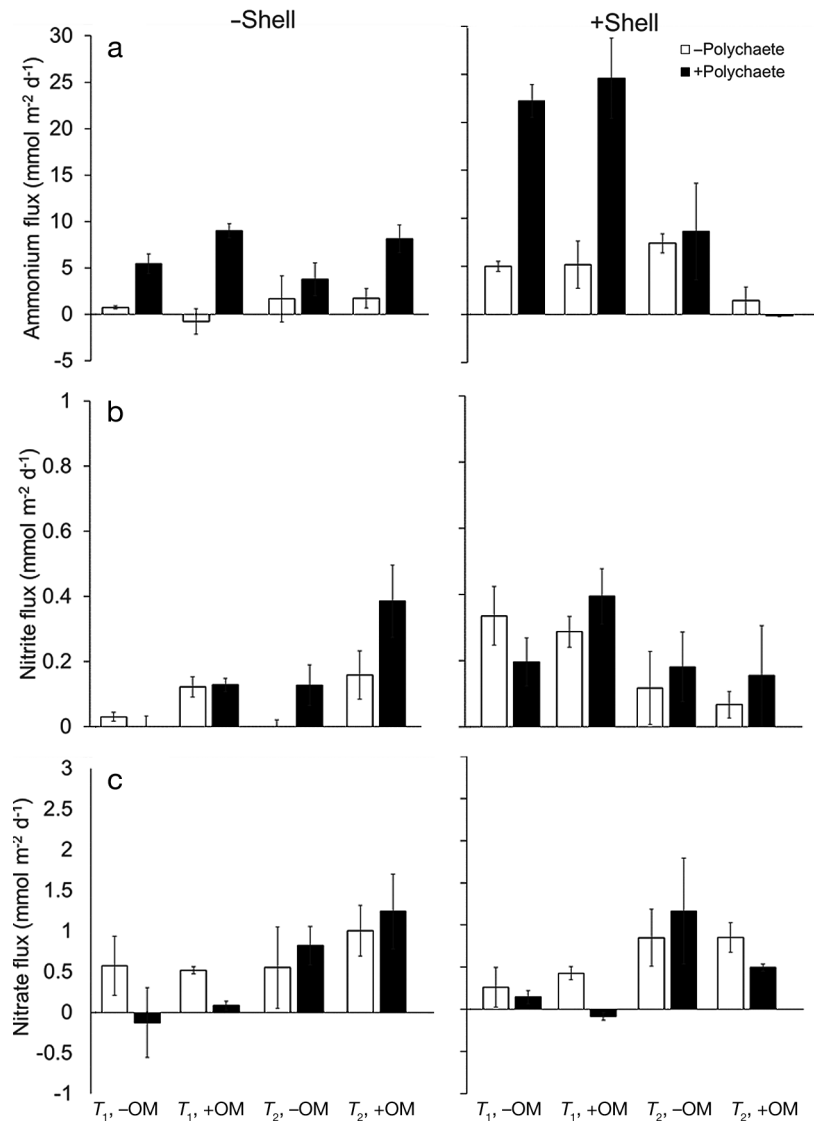 –Shell
+Shell
a
–Polychaete
+Polychaete
Ammonium flux (mmol m⁻² d⁻¹)
30
25
20
15
10
5
0
-5
b
Nitrite flux (mmol m⁻² d⁻¹)
1
0.8
0.6
0.4
0.2
0
c
Nitrate flux (mmol m⁻² d⁻¹)
3
2.5
2
1.5
1
0.5
0
-0.5
-1
T₁, –OM T₁, +OM T₂, –OM T₂, +OM
T₁, –OM T₁, +OM T₂, –OM T₂, +OM